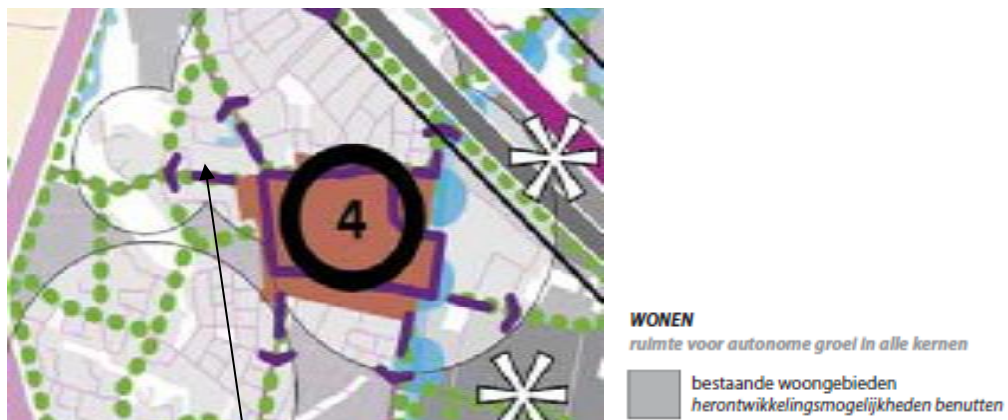 4
WONEN
ruimte voor autonome groei in alle kernen
bestaande woongebieden
herontwikkelingsmogelijkheden benutten